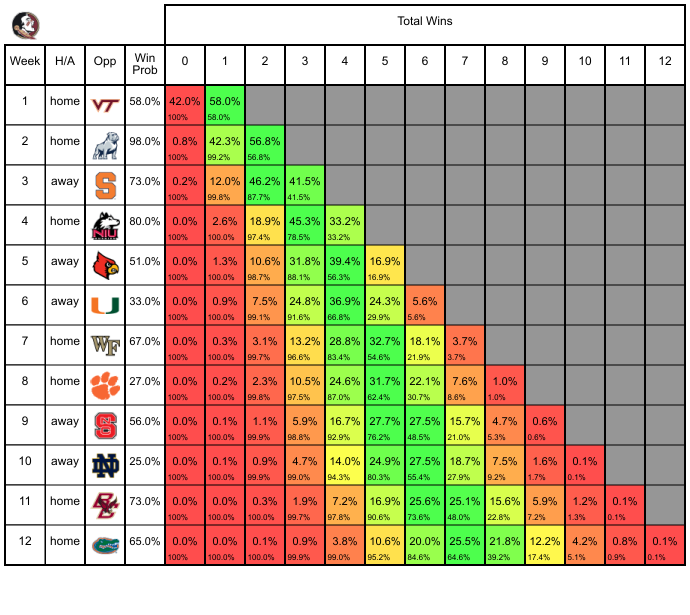 Total Wins
Week H/A Opp Win Prob 0 1 2 3 4 5 6 7 8 9 10 11 12
1 home VT 58.0% 42.0% 58.0%
100% 58.0%
2 home 98.0% 0.8% 42.3% 56.8%
100% 99.2% 56.8%
3 away S 73.0% 0.2% 12.0% 46.2% 41.5%
100% 99.8% 87.7% 41.5%
4 home NIU 80.0% 0.0% 2.6% 18.9% 45.3% 33.2%
100% 100.0% 97.4% 78.5% 33.2%
5 away 51.0% 0.0% 1.3% 10.6% 31.8% 39.4% 16.9%
100% 100.0% 98.7% 88.1% 56.3% 16.9%
6 away U 33.0% 0.0% 0.9% 7.5% 24.8% 36.9% 24.3% 5.6%
100% 100.0% 99.1% 91.6% 66.8% 29.9% 5.6%
7 home WF 67.0% 0.0% 0.3% 3.1% 13.2% 28.8% 32.7% 18.1% 3.7%
100% 100.0% 99.7% 96.6% 83.4% 54.6% 21.9% 3.7%
8 home 27.0% 0.0% 0.2% 2.3% 10.5% 24.6% 31.7% 22.1% 7.6% 1.0%
100% 100.0% 99.8% 97.5% 87.0% 62.4% 30.7% 8.6% 1.0%
9 away S 56.0% 0.0% 0.1% 1.1% 5.9% 16.7% 27.7% 27.5% 15.7% 4.7% 0.6%
100% 100.0% 99.9% 98.8% 92.9% 76.2% 48.5% 21.0% 5.3% 0.6%
10 away ND 25.0% 0.0% 0.1% 0.9% 4.7% 14.0% 24.9% 27.5% 18.7% 7.5% 1.6% 0.1%
100% 100.0% 99.9% 99.0% 94.3% 80.3% 55.4% 27.9% 9.2% 1.7% 0.1%
11 home BC 73.0% 0.0% 0.0% 0.3% 1.9% 7.2% 16.9% 25.6% 25.1% 15.6% 5.9% 1.2% 0.1%
100% 100.0% 100.0% 99.7% 97.8% 90.6% 73.6% 48.0% 22.8% 7.2% 1.3% 0.1%
12 home 65.0% 0.0% 0.0% 0.1% 0.9% 3.8% 10.6% 20.0% 25.5% 21.8% 12.2% 4.2% 0.8% 0.1%
100% 100.0% 100.0% 99.9% 99.0% 95.2% 84.6% 64.6% 39.2% 17.4% 5.1% 0.9% 0.1%